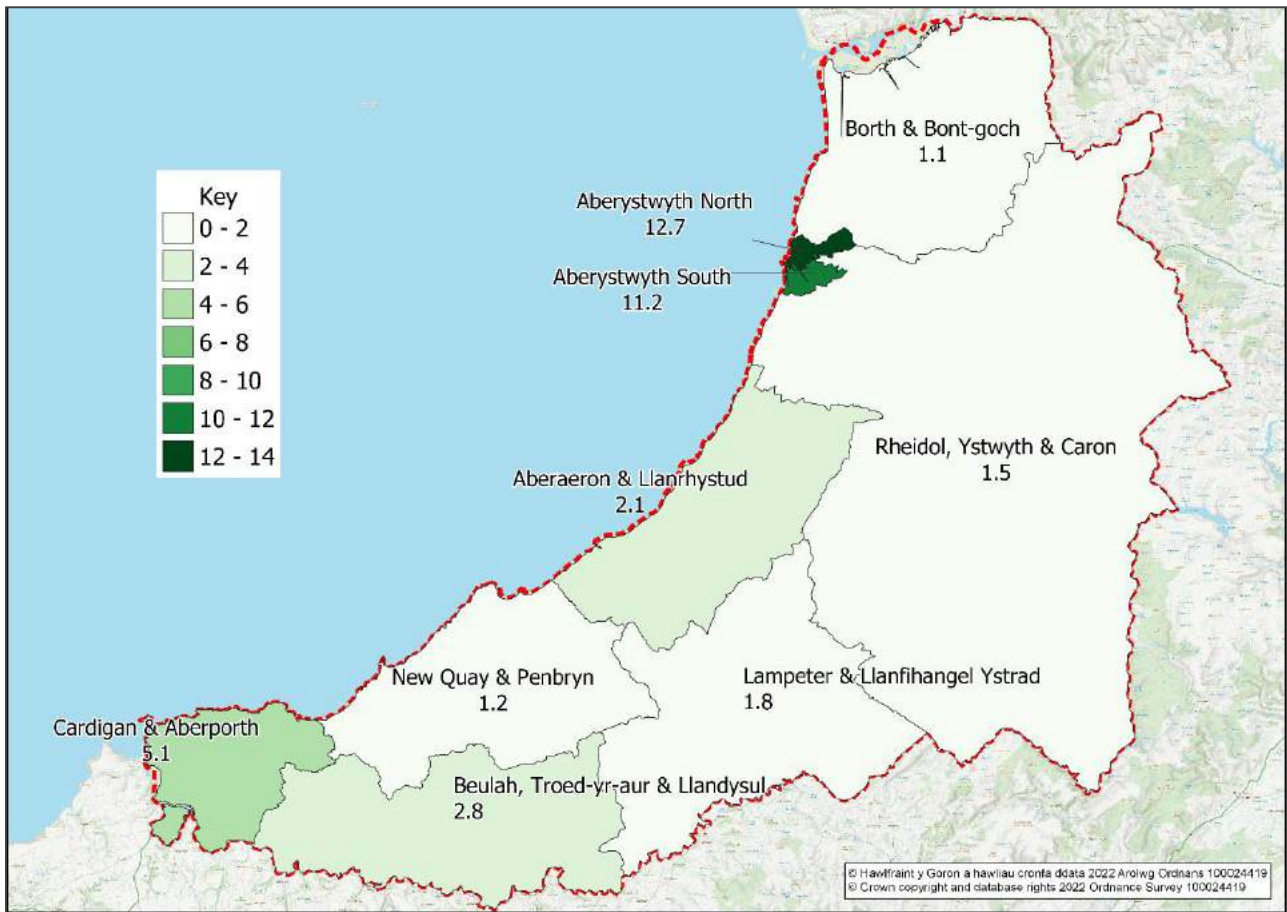 Borth & Bont-goch
1.1
Key
0 - 2
2 - 4
4 - 6
6 - 8
8 - 10
10 - 12
12 - 14
Aberystwyth North
12.7
Aberystwyth South
11.2
Rheidol, Ystwyth & Caron
1.5
Aberaeron & Llanrhystud
2.1
New Quay & Penbryn
1.2
Lampeter & Llanfihangel Ystrad
1.8
Cardigan & Aberporth
5.1
Beulah, Troed-yr-aur & Llandysul
2.8
© Hawlfraint y Goron a hawliau cronfa ddata 2022 Arolwg Ordnans 100024419
© Crown copyright and database rights 2022 Ordnance Survey 100024419